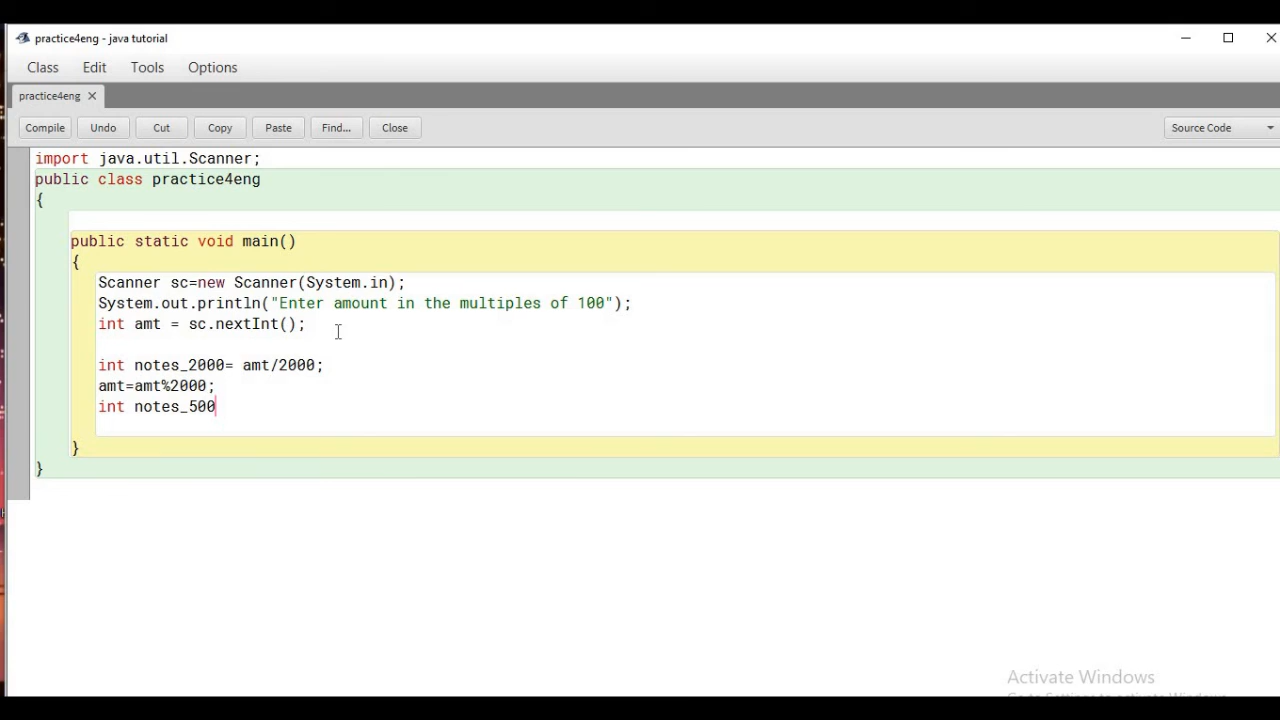 practice4eng - java tutorial
Class Edit Tools Options
practice4eng
Compile Undo Cut Copy Paste Find... Close Source Code
import java.util.Scanner;
public class practice4eng
{
public static void main()
{
Scanner sc=new Scanner(System.in);
System.out.println("Enter amount in the multiples of 100");
int amt = sc.nextInt();
int notes_2000= amt/2000;
amt=amt%2000;
int notes_500
}
}
Activate Windows